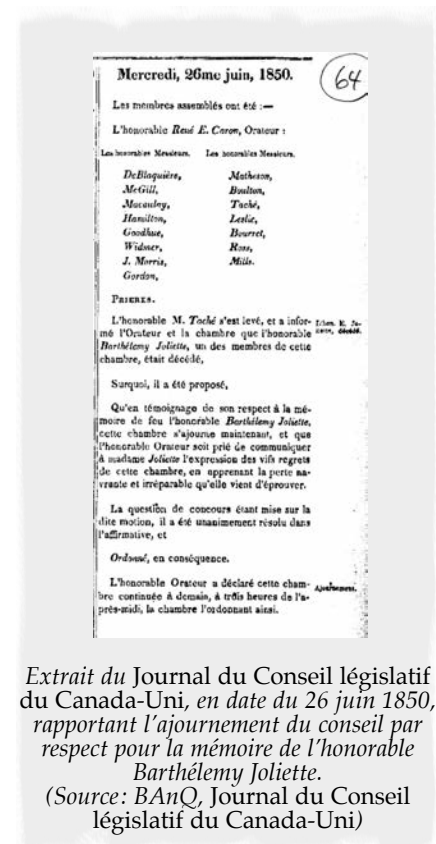 Mercredi, 26me juin, 1850.
64
Les membres assemblés ont été :—
L'honorable René E. Caron, Orateur :
Les honorables Messieurs. Les honorables Messieurs.
DeBlaquière, Matheson,
McGill, Boulton,
Macaulay, Taché,
Hamilton, Leslie,
Goodhue, Bourret,
Widmer, Ross,
J. Morris, Mills.
Gordon,
PRIERES.
L'honorable M. Taché s'est levé, et a infor-
mé l'Orateur et la chambre que l'honorable
Barthélemy Joliette, un des membres de cette
chambre, était décédé,
décédé.
Surquoi, il a été proposé,
Qu'en témoignage de son respect à la mé-
moire de feu l'honorable Barthélemy Joliette,
cette chambre s'ajourne maintenant, et que
l'honorable Orateur soit prié de communiquer
à madame Joliette l'expression des vifs regrets
de cette chambre, en apprenant la perte na-
vrante et irréparable qu'elle vient d'éprouver.
La question de concours étant mise sur la
dite motion, il a été unanimement résolu dans
l'affirmative, et
Ordonné, en conséquence.
L'honorable Orateur a déclaré cette cham-
bre continuée à demain, à trois heures de l'a-
près-midi, la chambre l'ordonnant ainsi.
Ajournement.
Extrait du Journal du Conseil législatif
du Canada-Uni, en date du 26 juin 1850,
rapportant l'ajournement du conseil par
respect pour la mémoire de l'honorable
Barthélemy Joliette.
(Source : BAnQ, Journal du Conseil
législatif du Canada-Uni)